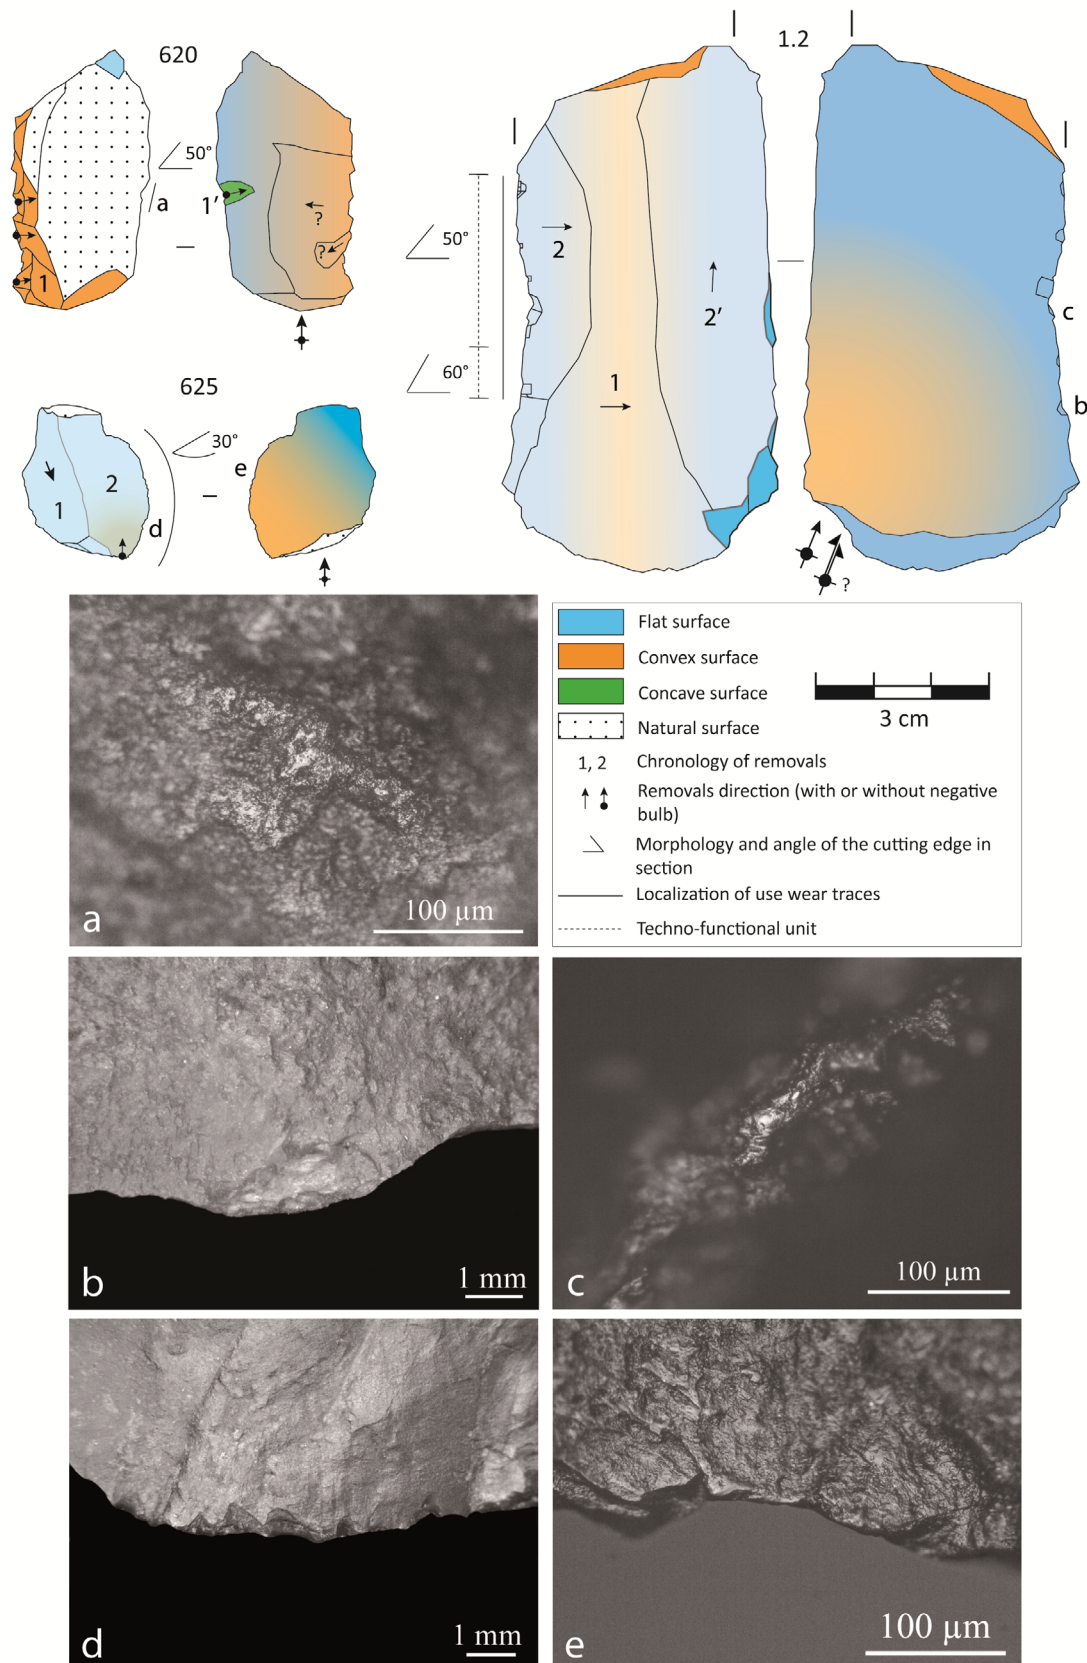 620
50°
a
1'
?
?
1
625
30°
e
2
1
d
1.2
50°
2
2'
1
60°
c
b
?
Flat surface
Convex surface
Concave surface
Natural surface
1, 2 Chronology of removals
Removals direction (with or without negative
bulb)
Morphology and angle of the cutting edge in
section
Localization of use wear traces
Techno-functional unit
3 cm
a
100 µm
b
1 mm
c
100 µm
d
1 mm
e
100 µm